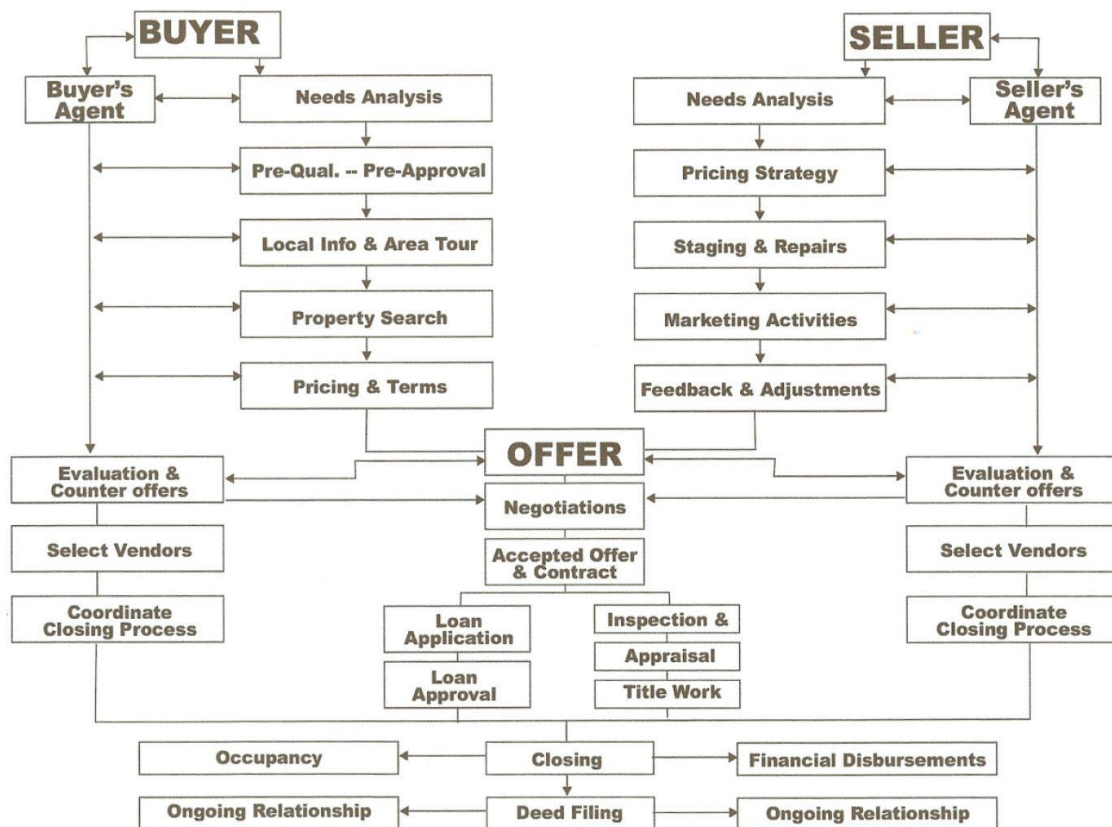 BUYER
SELLER
Buyer's
Agent
Needs Analysis
Needs Analysis
Seller's
Agent
Pre-Qual. -- Pre-Approval
Pricing Strategy
Local Info & Area Tour
Staging & Repairs
Property Search
Marketing Activities
Pricing & Terms
Feedback & Adjustments
OFFER
Evaluation &
Counter offers
Evaluation &
Counter offers
Negotiations
Select Vendors
Accepted Offer
& Contract
Select Vendors
Coordinate
Closing Process
Loan
Application
Inspection &
Coordinate
Closing Process
Appraisal
Loan
Approval
Title Work
Occupancy
Closing
Financial Disbursements
Ongoing Relationship
Deed Filing
Ongoing Relationship